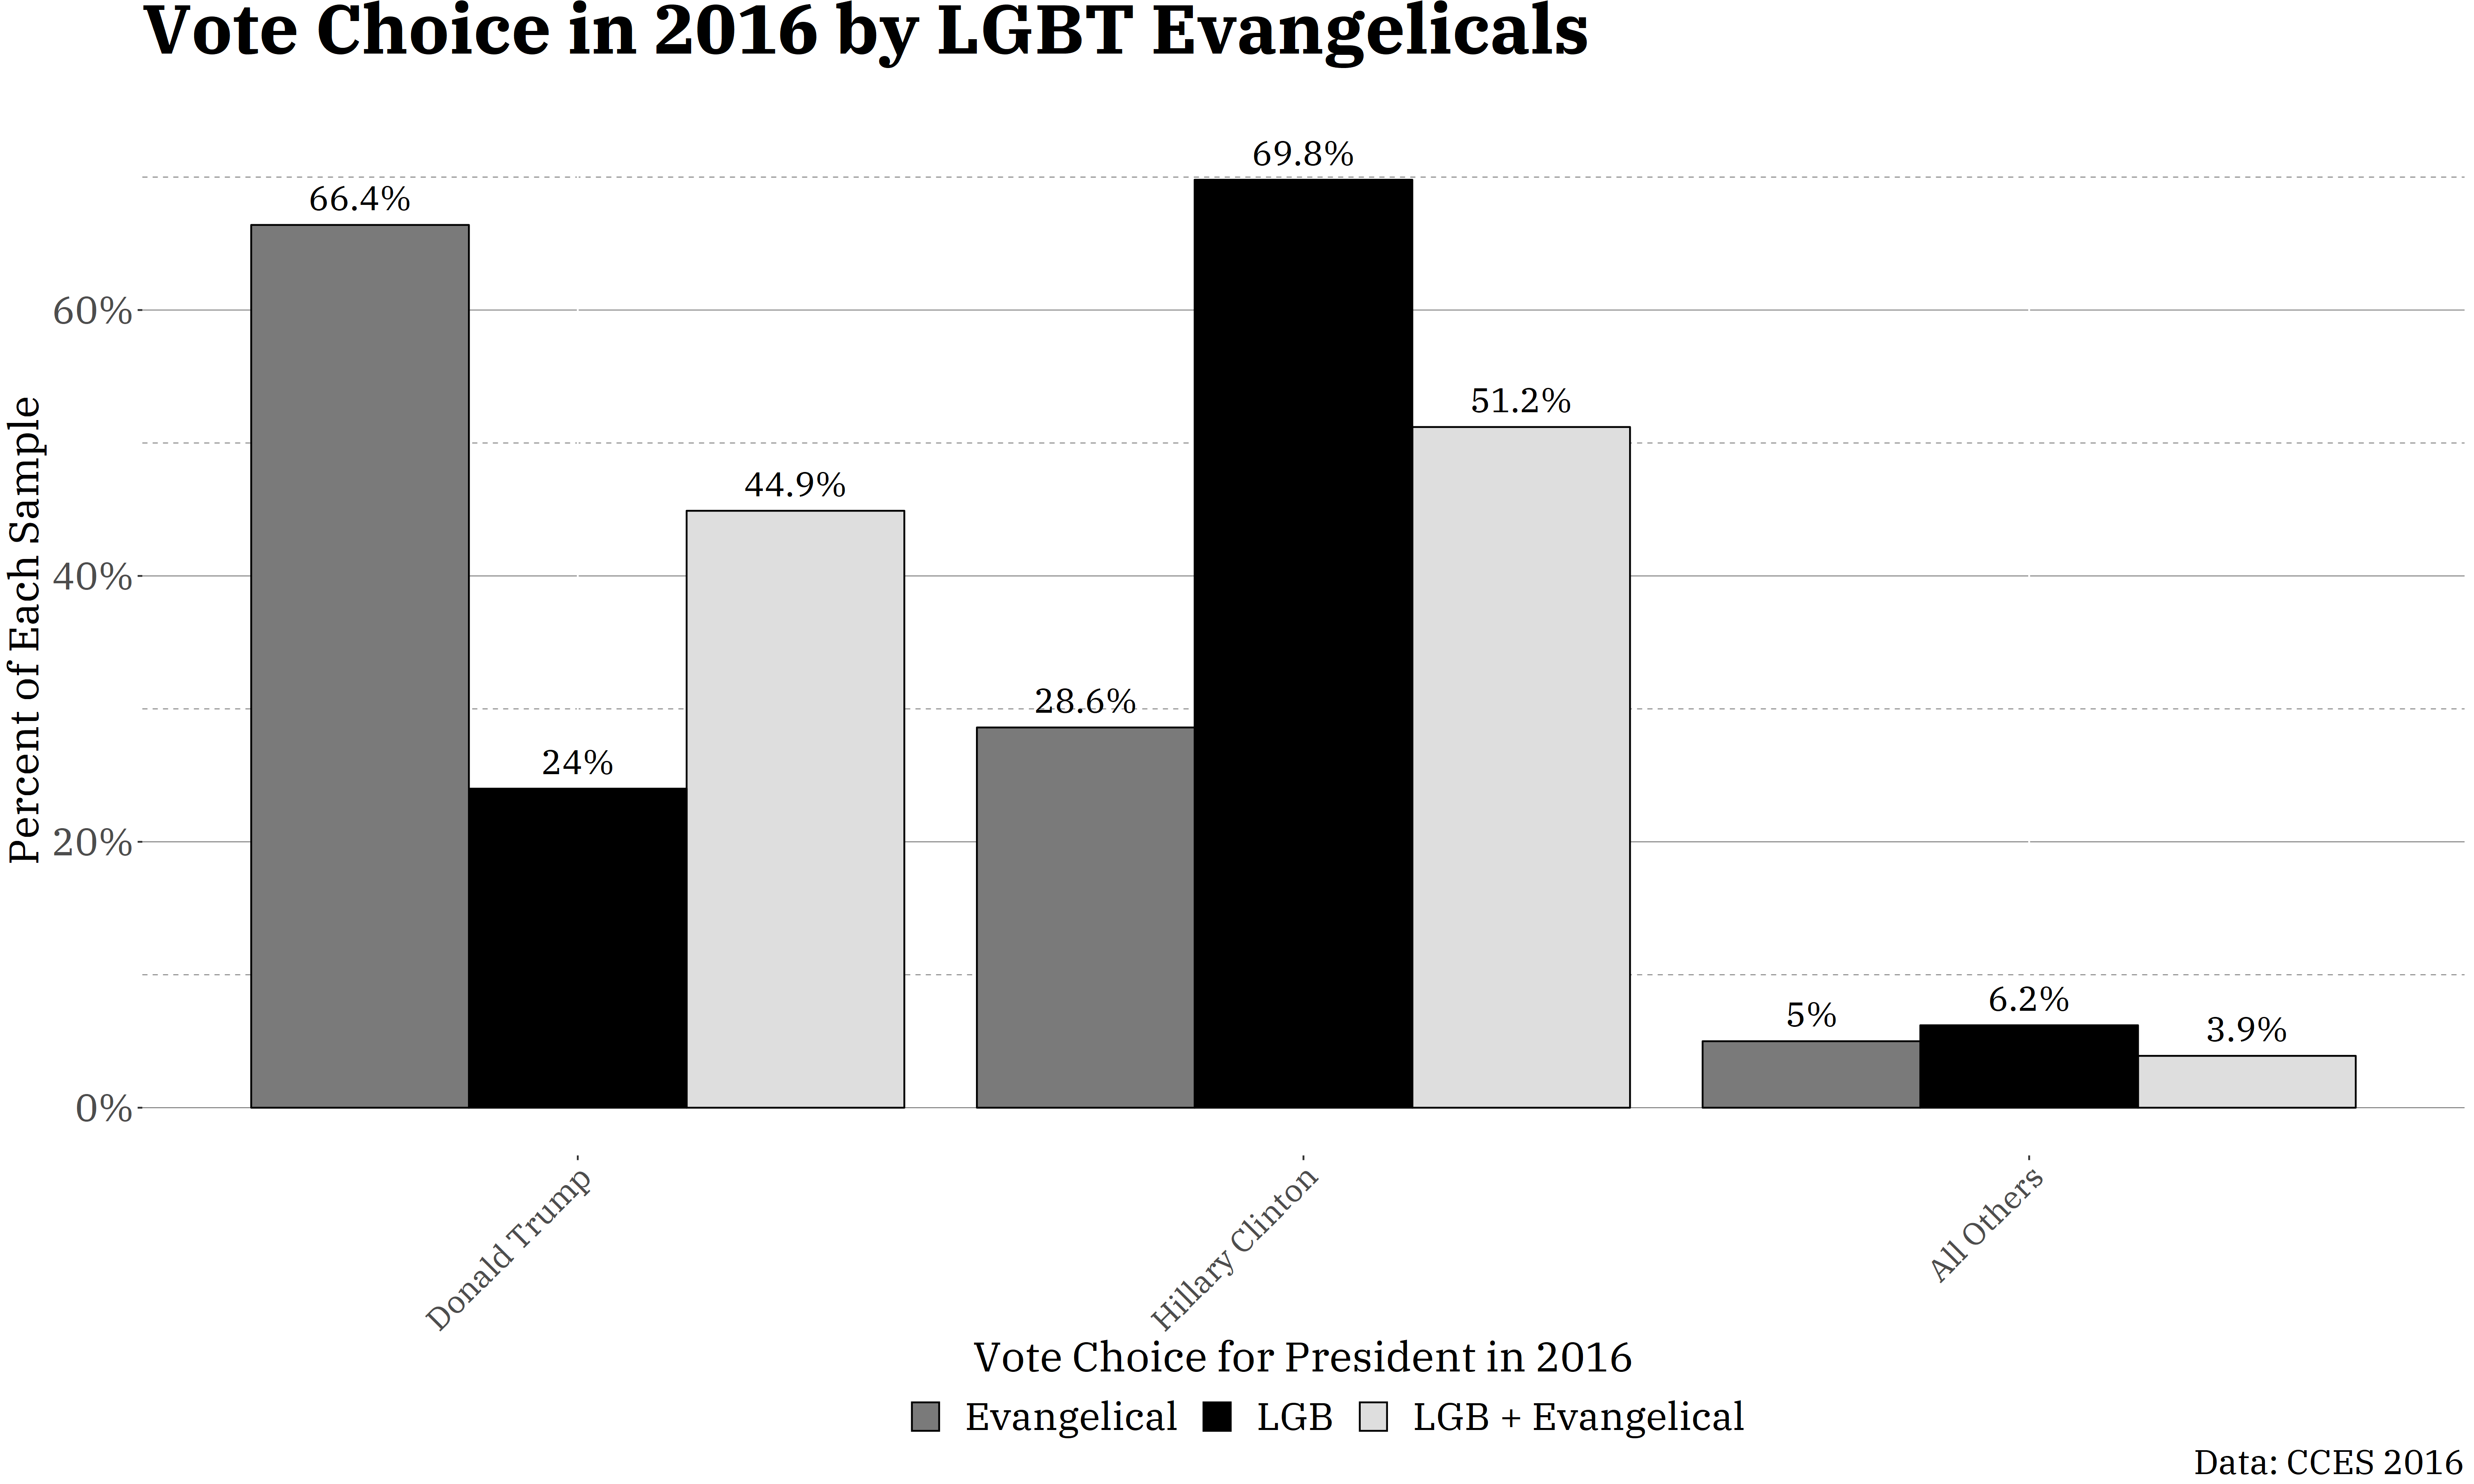 Vote Choice in 2016 by LGBT Evangelicals
69.8%
66.4%
60%
51.2%
44.9%
Percent of Each Sample
40%
28.6%
24%
20%
6.2%
5%
3.9%
0%
Donald Trump
Hillary Clinton
All Others
Vote Choice for President in 2016
Evangelical LGB LGB + Evangelical
Data: CCES 2016